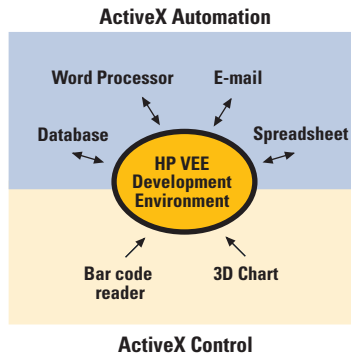 ActiveX Automation
Word Processor
E-mail
Database
Spreadsheet
HP VEE
Development
Environment
Bar code
reader
3D Chart
ActiveX Control